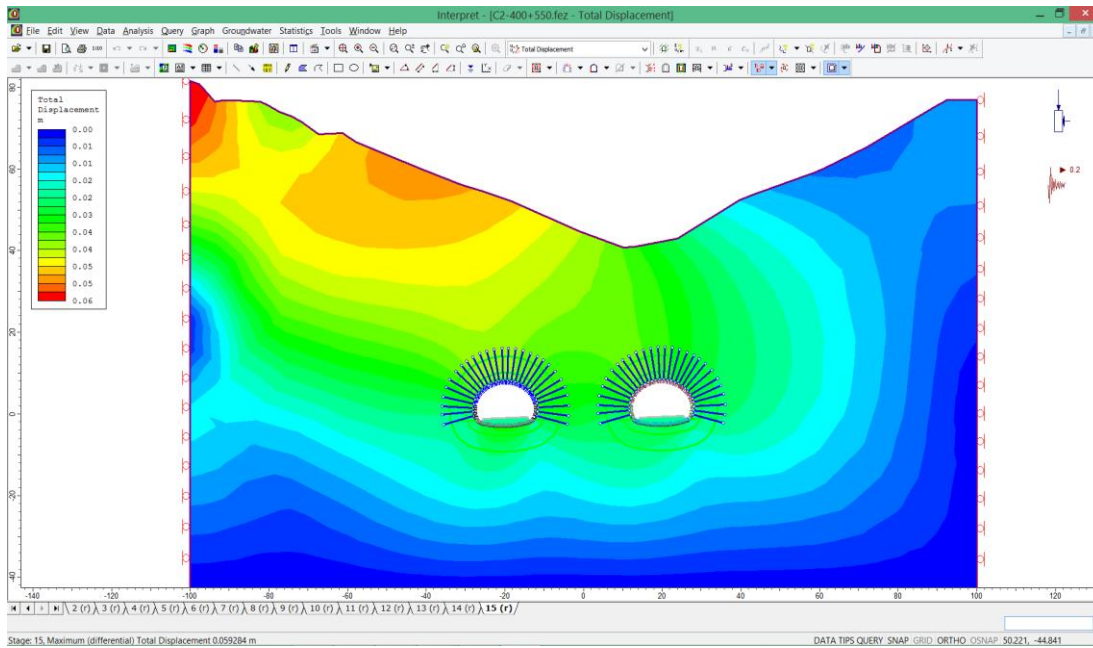 Interpret - [C2-400+550.fez - Total Displacement]
File Edit View Data Analysis Query Graph Groundwater Statistics Tools Window Help
Total Displacement
Total
Displacement
m
0.00
0.01
0.01
0.02
0.02
0.03
0.04
0.04
0.05
0.05
0.06
80
60
40
20
0
-20
-40
0.2
-140 -120 -100 -80 -60 -40 -20 0 20 40 60 80 100 120
2 (r) 3 (r) 4 (r) 5 (r) 6 (r) 7 (r) 8 (r) 9 (r) 10 (r) 11 (r) 12 (r) 13 (r) 14 (r) 15 (r)
Stage: 15, Maximum (differential) Total Displacement 0.059284 m
DATA TIPS QUERY SNAP GRID ORTHO OSNAP 50.221, -44.841